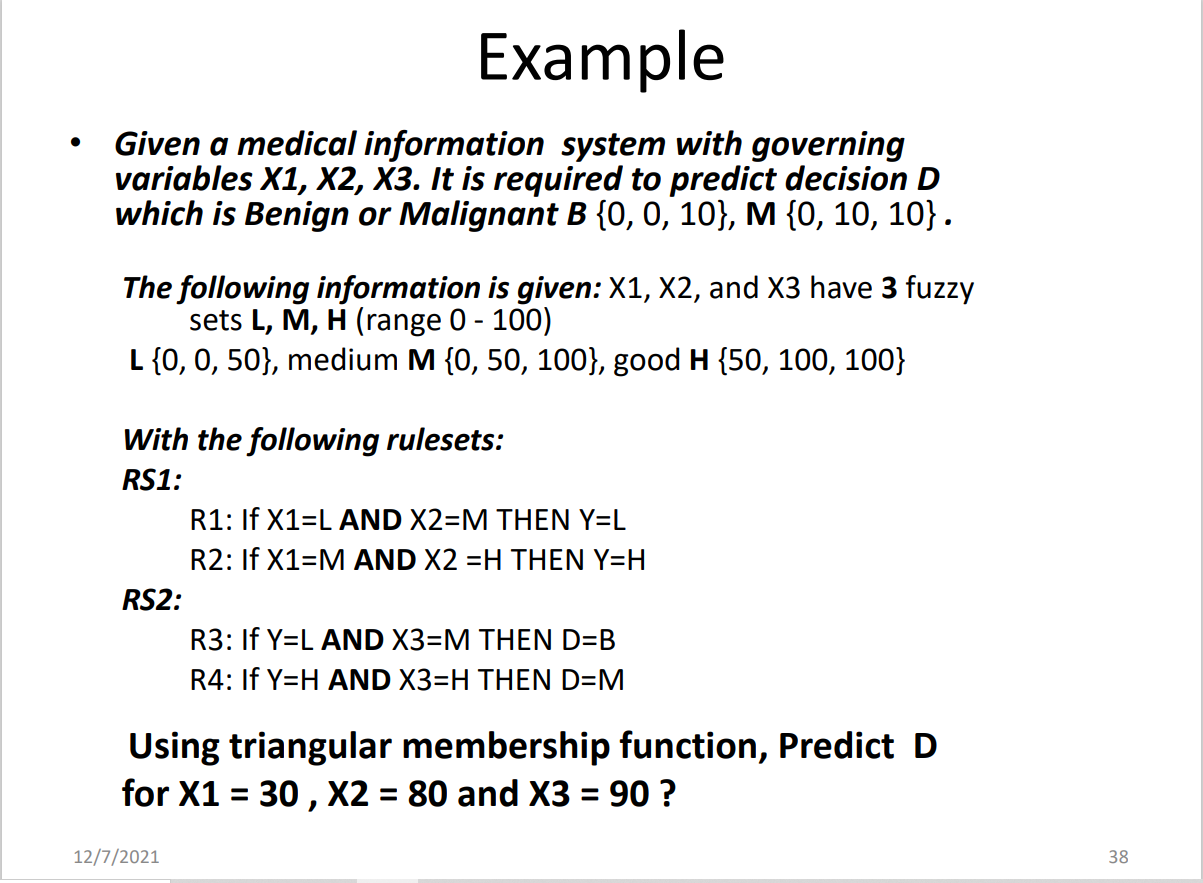 Example
• Given a medical information system with governing
variables X1, X2, X3. It is required to predict decision D
which is Benign or Malignant B {0, 0, 10}, M {0, 10, 10} .
The following information is given: X1, X2, and X3 have 3 fuzzy
sets L, M, H (range 0 - 100)
L {0, 0, 50}, medium M {0, 50, 100}, good H {50, 100, 100}
With the following rulesets:
RS1:
R1: If X1=L AND X2=M THEN Y=L
R2: If X1=M AND X2 =H THEN Y=H
RS2:
R3: If Y=L AND X3=M THEN D=B
R4: If Y=H AND X3=H THEN D=M
Using triangular membership function, Predict D
for X1 = 30 , X2 = 80 and X3 = 90 ?
12/7/2021
38